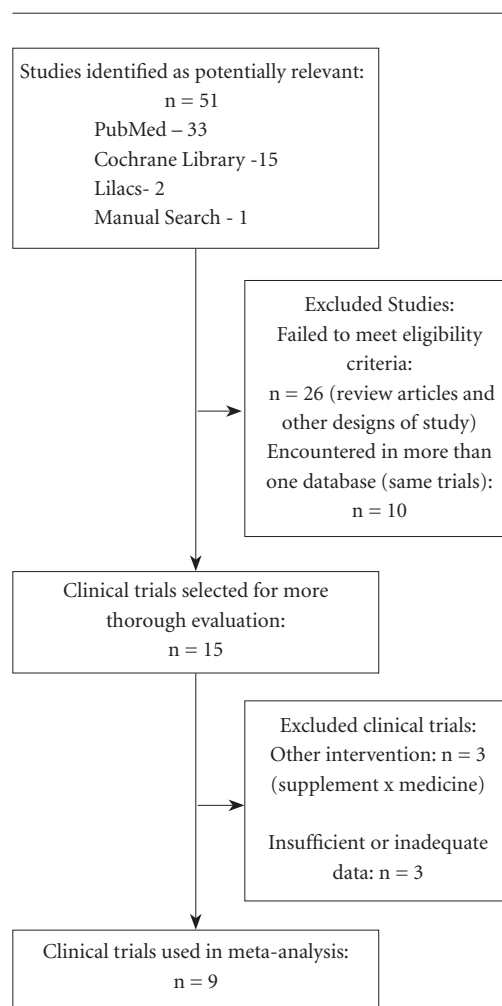 Studies identified as potentially relevant:
n = 51
PubMed – 33
Cochrane Library -15
Lilacs- 2
Manual Search - 1
Excluded Studies:
Failed to meet eligibility
criteria:
n = 26 (review articles and
other designs of study)
Encountered in more than
one database (same trials):
n = 10
Clinical trials selected for more
thorough evaluation:
n = 15
Excluded clinical trials:
Other intervention: n = 3
(supplement x medicine)
Insufficient or inadequate
data: n = 3
Clinical trials used in meta-analysis:
n = 9